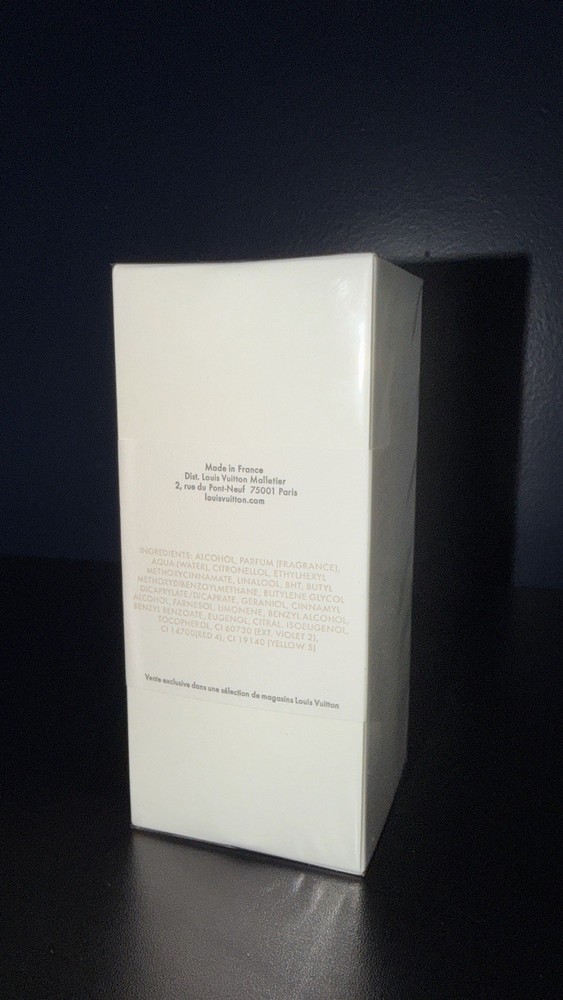 Made in France
Dist. Louis Vuitton Malletier
2, rue du Pont-Neuf 75001 Paris
louisvuitton.com
INGREDIENTS: ALCOHOL, PARFUM (FRAGRANCE),
AQUA (WATER), CITRONELLOL, ETHYLHEXYL
METHOXYCINNAMATE, LINALOOL, BHT, BUTYL
METHOXYDIBENZOYLMETHANE, BUTYLENE GLYCOL
DICAPRYLATE/DICAPRATE, GERANIOL, CINNAMYL
ALCOHOL, FARNESOL, LIMONENE, BENZYL ALCOHOL,
BENZYL BENZOATE, EUGENOL, CITRAL, ISOEUGENOL,
TOCOPHEROL, CI 60730 (EXT. VIOLET 2),
CI 14700(RED 4), CI 19140 (YELLOW 5)
Vente exclusive dans une sélection de magasins Louis Vuitton